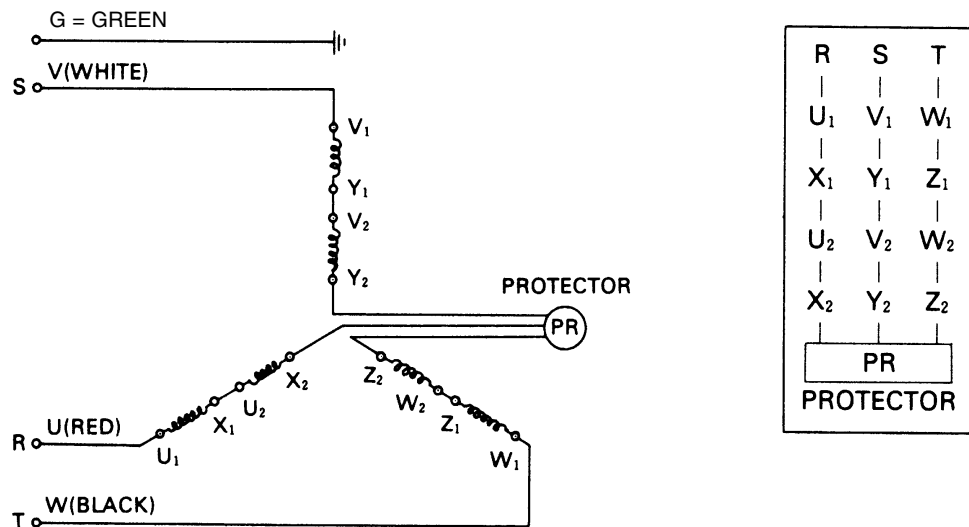 G = GREEN
S V(WHITE)
V₁
Y₁
V₂
Y₂
PROTECTOR
PR
X₂
U₂
X₁
U₁
Z₂
W₂
Z₁
W₁
R U(RED)
T W(BLACK)
R S T
U₁ V₁ W₁
X₁ Y₁ Z₁
U₂ V₂ W₂
X₂ Y₂ Z₂
PR
PROTECTOR